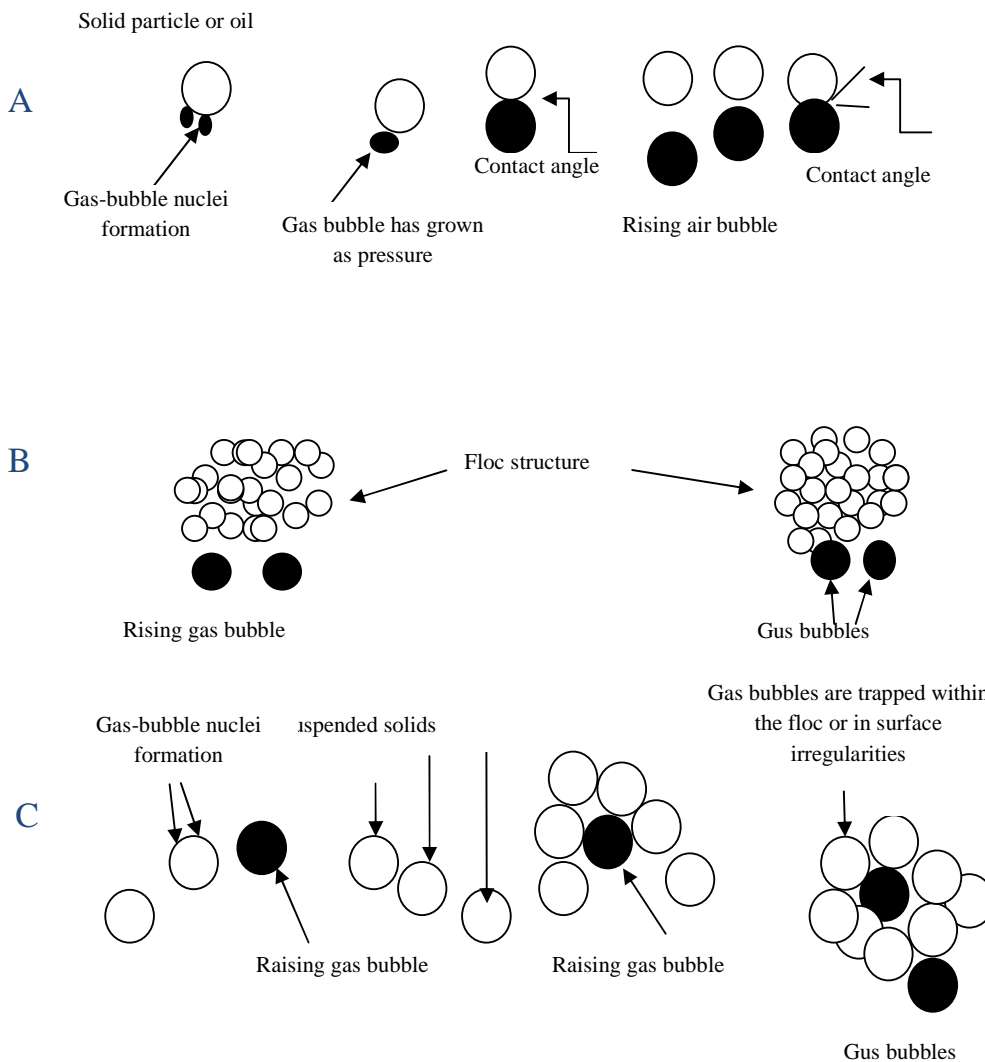 Solid particle or oil
A
Gas-bubble nuclei
formation
Gas bubble has grown
as pressure
Contact angle
Rising air bubble
Contact angle
B
Floc structure
Rising gas bubble
Gus bubbles
Gas bubbles are trapped within
the floc or in surface
irregularities
Gas-bubble nuclei
formation
uspended solids
C
Raising gas bubble
Raising gas bubble
Gus bubbles